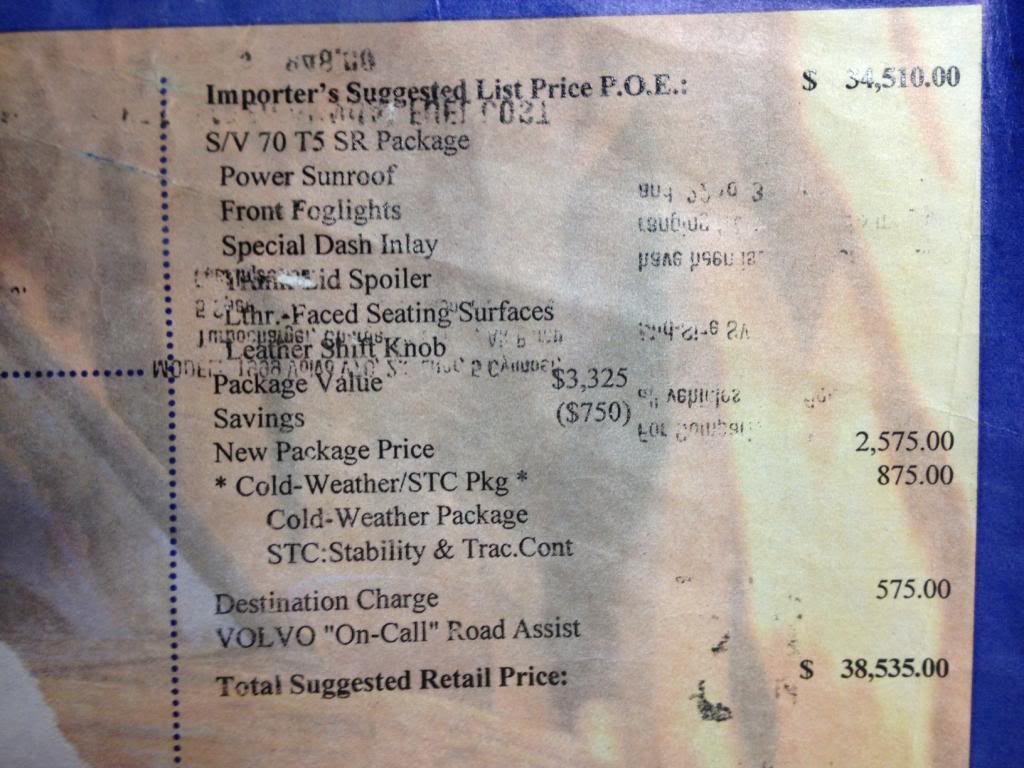 Importer's Suggested List Price P.O.E.: $ 34,510.00
S/V 70 T5 SR Package
Power Sunroof
Front Foglights
Special Dash Inlay
Trunk Lid Spoiler
Lthr.-Faced Seating Surfaces
Leather Shift Knob
Package Value $3,325
Savings ($750)
New Package Price 2,575.00
* Cold-Weather/STC Pkg * 875.00
Cold-Weather Package
STC:Stability & Trac.Cont
Destination Charge 575.00
VOLVO "On-Call" Road Assist
Total Suggested Retail Price: $ 38,535.00